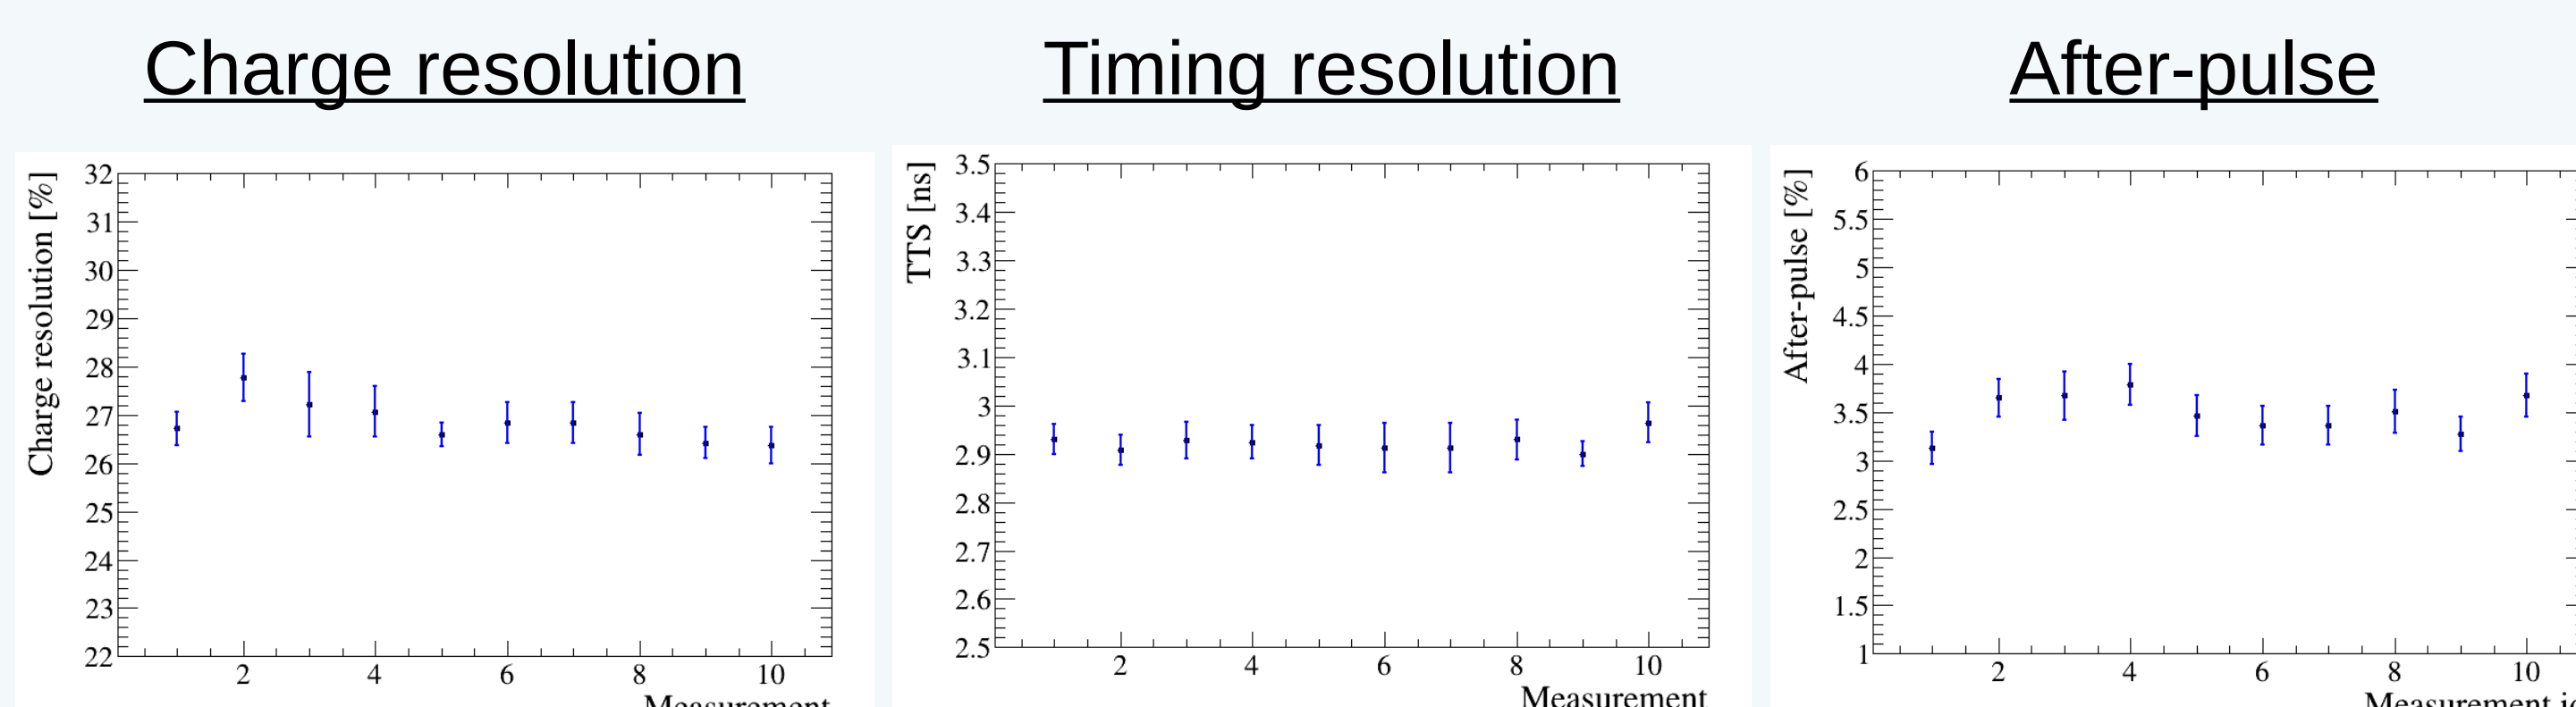 Charge resolution
Timing resolution
After-pulse
Charge resolution [%]
32
31
30
29
28
27
26
25
24
23
22
2 4 6 8 10
Measurement
TTS [ns]
3.5
3.4
3.3
3.2
3.1
3
2.9
2.8
2.7
2.6
2.5
2 4 6 8 10
Measurement
After-pulse [%]
6
5.5
5
4.5
4
3.5
3
2.5
2
1.5
1
2 4 6 8 10
Measurement